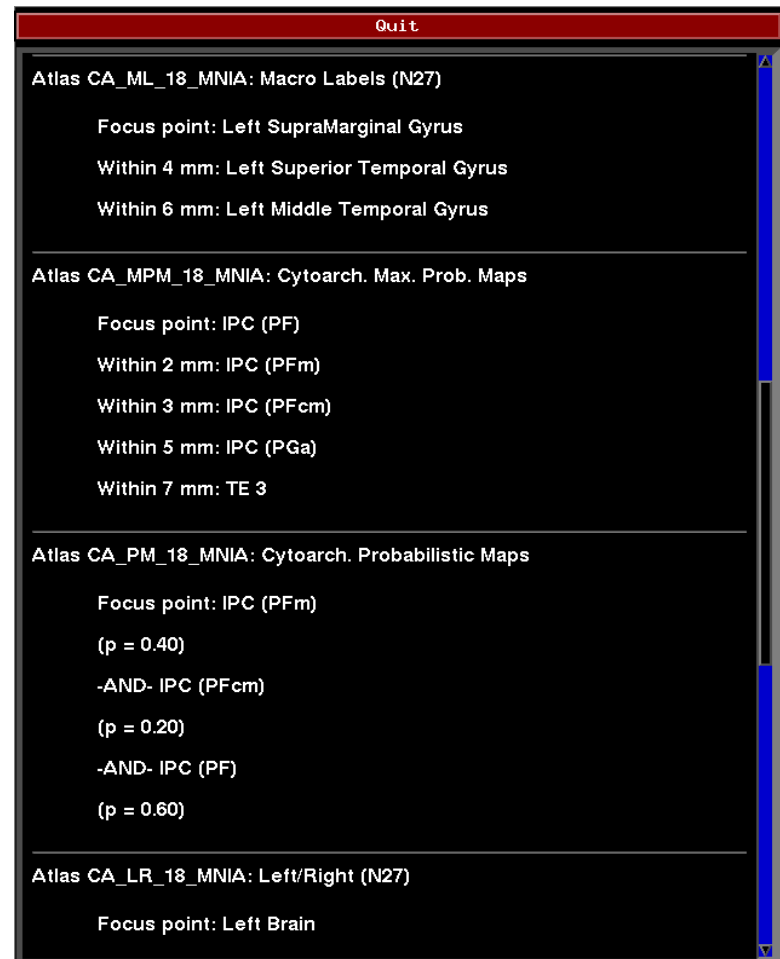 Quit
Atlas CA_ML_18_MNIA: Macro Labels (N27)
Focus point: Left SupraMarginal Gyrus
Within 4 mm: Left Superior Temporal Gyrus
Within 6 mm: Left Middle Temporal Gyrus
Atlas CA_MPM_18_MNIA: Cytoarch. Max. Prob. Maps
Focus point: IPC (PF)
Within 2 mm: IPC (PFm)
Within 3 mm: IPC (PFcm)
Within 5 mm: IPC (PGa)
Within 7 mm: TE 3
Atlas CA_PM_18_MNIA: Cytoarch. Probabilistic Maps
Focus point: IPC (PFm)
(p = 0.40)
-AND- IPC (PFcm)
(p = 0.20)
-AND- IPC (PF)
(p = 0.60)
Atlas CA_LR_18_MNIA: Left/Right (N27)
Focus point: Left Brain